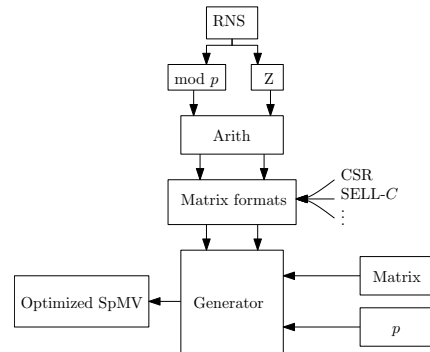 RNS
mod p
Z
Arith
Matrix formats
CSR
SELL-C
⋮
Generator
Matrix
Optimized SpMV
p